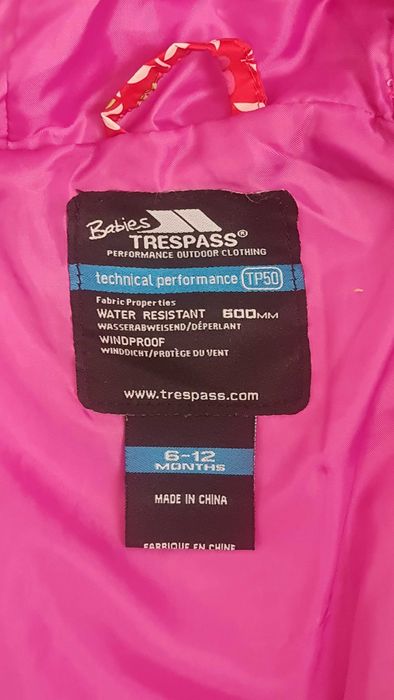 Babies
TRESPASS®
PERFORMANCE OUTDOOR CLOTHING
technical performance TP50
Fabric Properties
WATER RESISTANT 600MM
WASSERABWEISEND/DÉPERLANT
WINDPROOF
WINDDICHT/PROTÈGE DU VENT
www.trespass.com
6-12
MONTHS
MADE IN CHINA
FABRIQUE EN CHINE